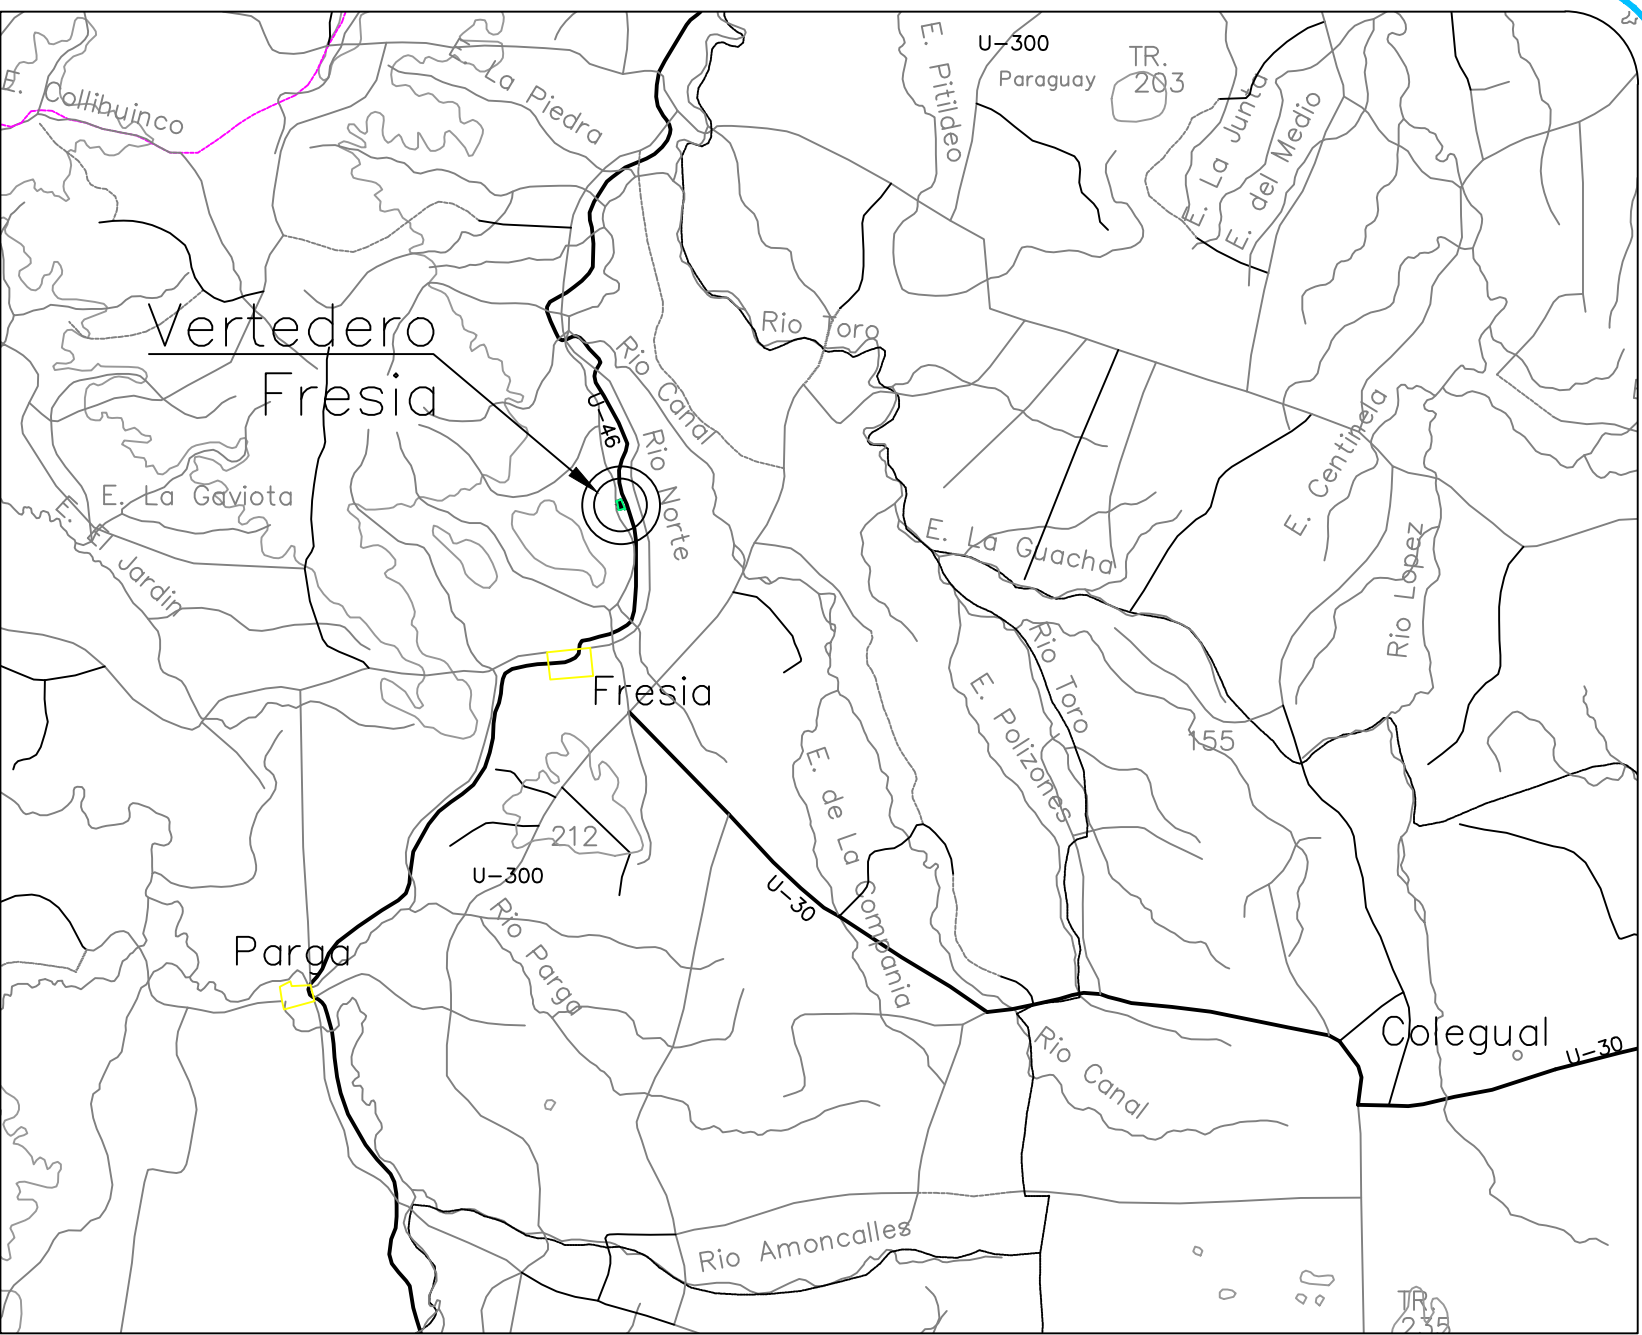 E. Collihuinco
E. La Piedra
E. Pitildeo
U-300
Paraguay
TR.
203
E. La Junta
E. del Medio
Vertedero
Fresia
Rio Toro
Rio Canal
U-46
Rio Norte
E. La Gaviota
E. El Jardin
E. La Guacha
E. Centinela
Rio Lopez
Fresia
Rio Toro
E. Polizones
155
E. de La Compania
212
U-300
U-30
Rio Parga
Parga
Colegual
U-30
Rio Canal
Rio Amoncalles
TR.
235